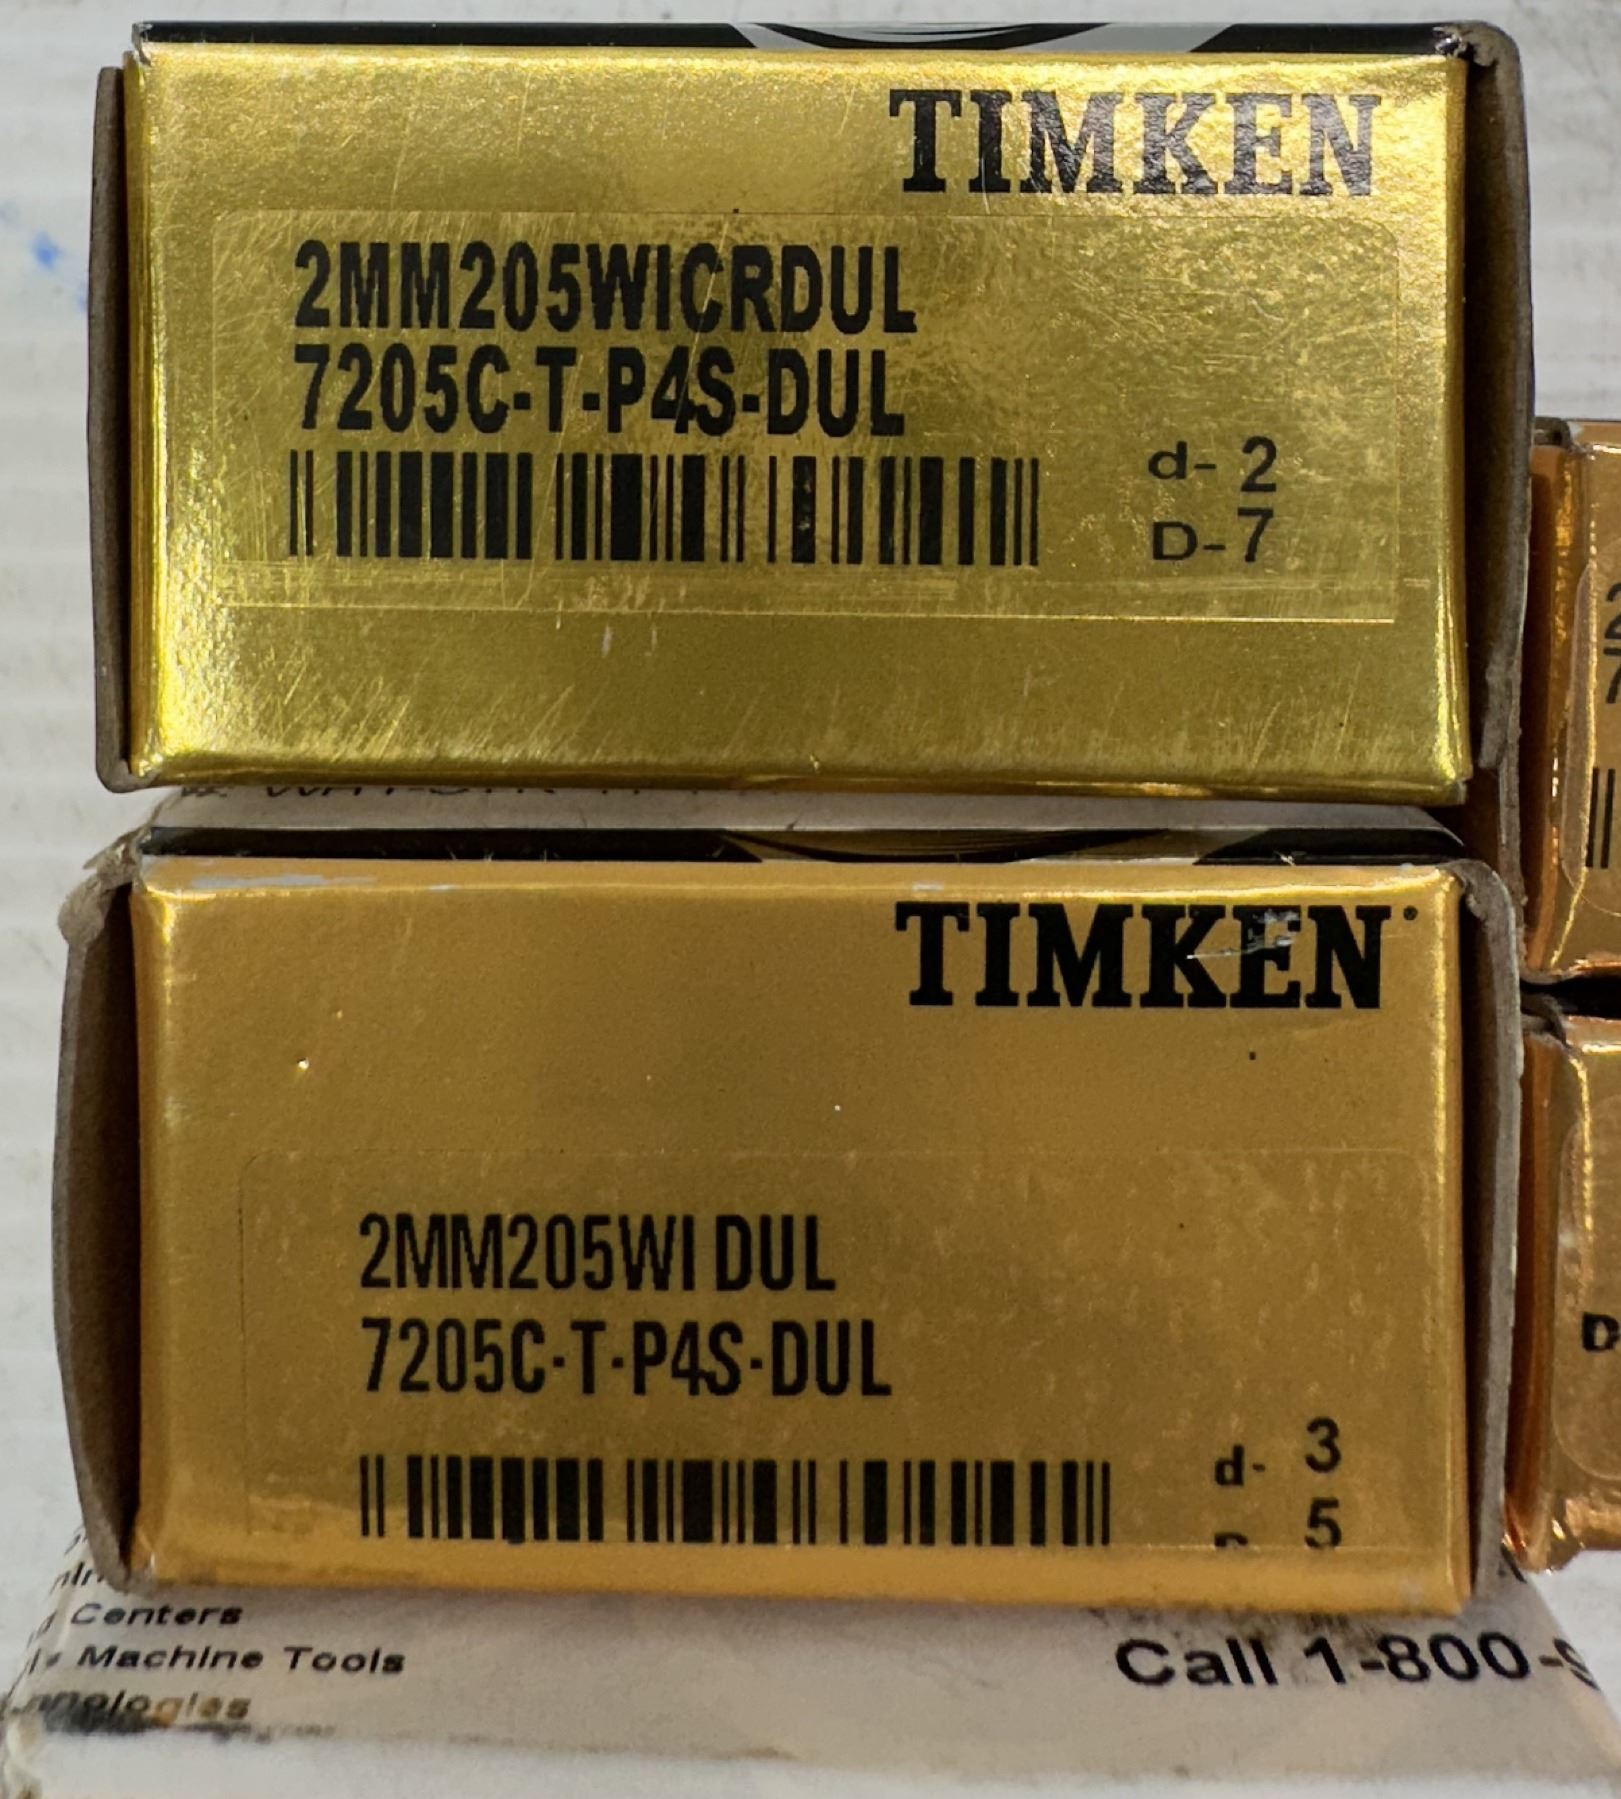 TIMKEN
2MM205WICRDUL
7205C-T-P4S-DUL
d- 2
D-7
TIMKEN
2MM205WI DUL
7205C-T-P4S-DUL
d- 3
5
Centers
Machine Tools
Call 1-800-